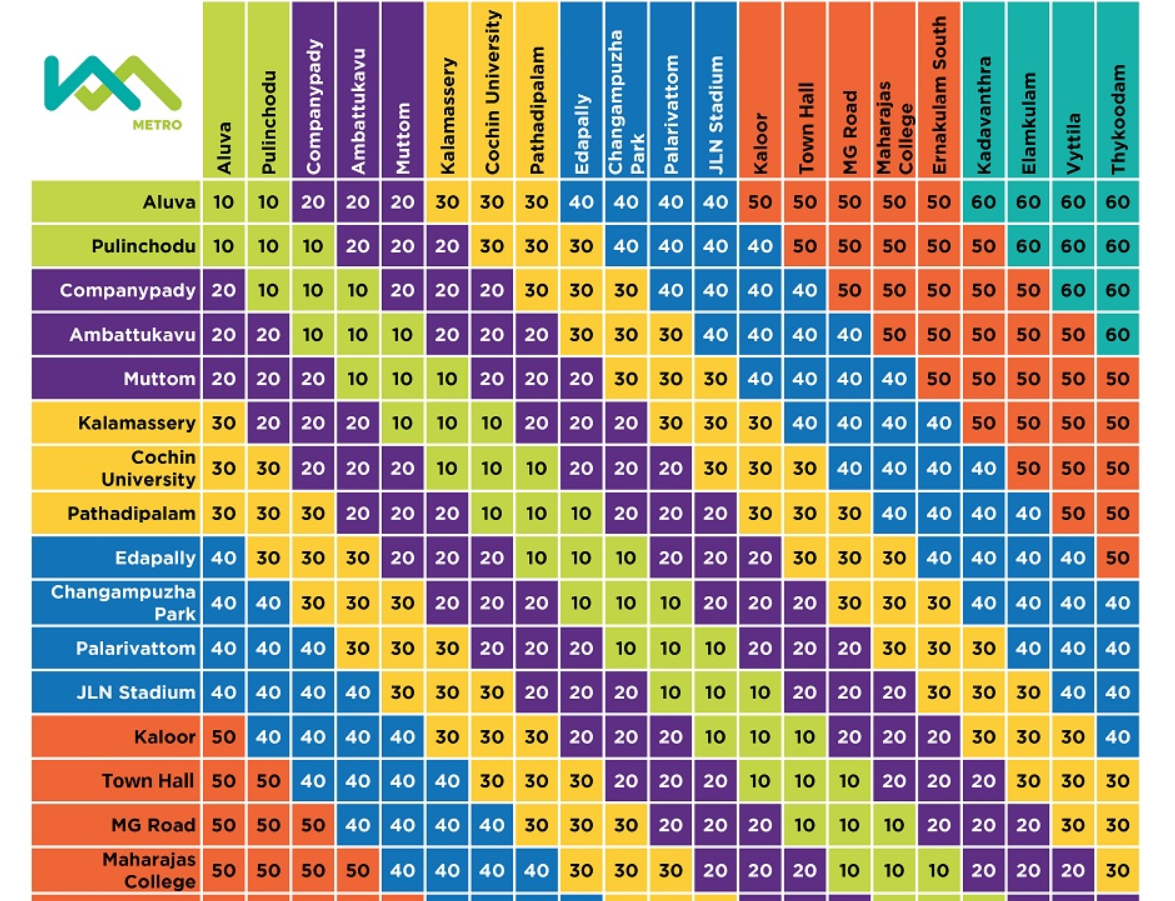 METRO
Aluva
Pulinchodu
Companypady
Ambattukavu
Muttom
Kalamassery
Cochin University
Pathadipalam
Edapally
Changampuzha
Park
Palarivattom
JLN Stadium
Kaloor
Town Hall
MG Road
Maharajas
College
Ernakulam South
Kadavanthra
Elamkulam
Vyttila
Thykoodam
Aluva 10 10 20 20 20 30 30 30 40 40 40 40 50 50 50 50 50 60 60 60 60
Pulinchodu 10 10 10 20 20 20 30 30 30 40 40 40 40 50 50 50 50 50 60 60 60
Companypady 20 10 10 10 20 20 20 30 30 30 40 40 40 40 50 50 50 50 50 60 60
Ambattukavu 20 20 10 10 10 20 20 20 30 30 30 40 40 40 40 50 50 50 50 50 60
Muttom 20 20 20 10 10 10 20 20 20 30 30 30 40 40 40 40 50 50 50 50 50
Kalamassery 30 20 20 20 10 10 10 20 20 20 30 30 30 40 40 40 40 50 50 50 50
Cochin
University 30 30 20 20 20 10 10 10 20 20 20 30 30 30 40 40 40 40 50 50 50
Pathadipalam 30 30 30 20 20 20 10 10 10 20 20 20 30 30 30 40 40 40 40 50 50
Edapally 40 30 30 30 20 20 20 10 10 10 20 20 20 30 30 30 40 40 40 40 50
Changampuzha
Park 40 40 30 30 30 20 20 20 10 10 10 20 20 20 30 30 30 40 40 40 40
Palarivattom 40 40 40 30 30 30 20 20 20 10 10 10 20 20 20 30 30 30 40 40 40
JLN Stadium 40 40 40 40 30 30 30 20 20 20 10 10 10 20 20 20 30 30 30 40 40
Kaloor 50 40 40 40 40 30 30 30 20 20 20 10 10 10 20 20 20 30 30 30 40
Town Hall 50 50 40 40 40 40 30 30 30 20 20 20 10 10 10 20 20 20 30 30 30
MG Road 50 50 50 40 40 40 40 30 30 30 20 20 20 10 10 10 20 20 20 30 30
Maharajas
College 50 50 50 50 40 40 40 40 30 30 30 20 20 20 10 10 10 20 20 20 30